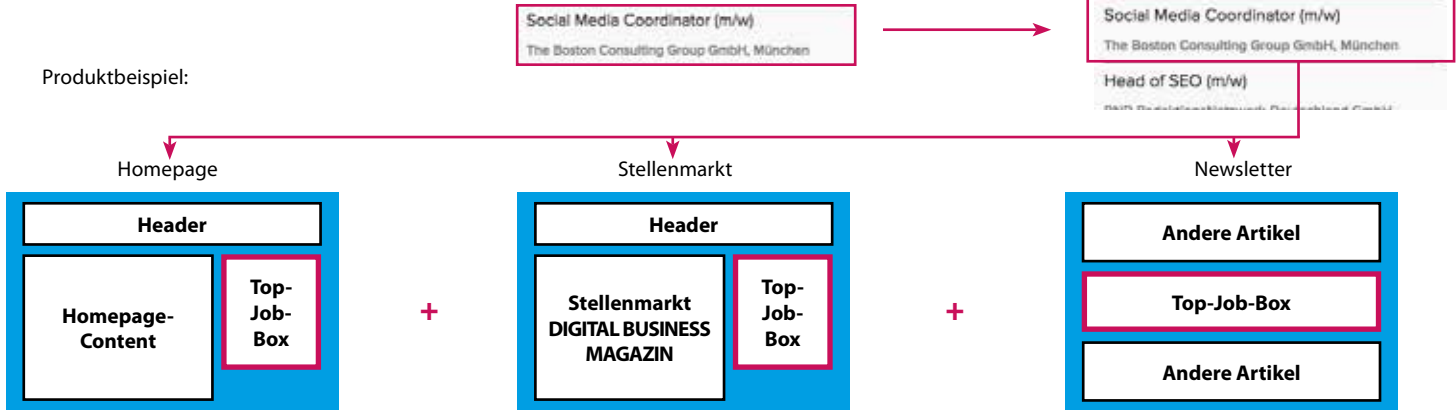 Social Media Coordinator (m/w)
The Boston Consulting Group GmbH, München
Social Media Coordinator (m/w)
The Boston Consulting Group GmbH, München
Head of SEO (m/w)
Produktbeispiel:
Homepage
Header
Homepage-
Content
Top-
Job-
Box
+
Stellenmarkt
Header
Stellenmarkt
DIGITAL BUSINESS
MAGAZIN
Top-
Job-
Box
+
Newsletter
Andere Artikel
Top-Job-Box
Andere Artikel